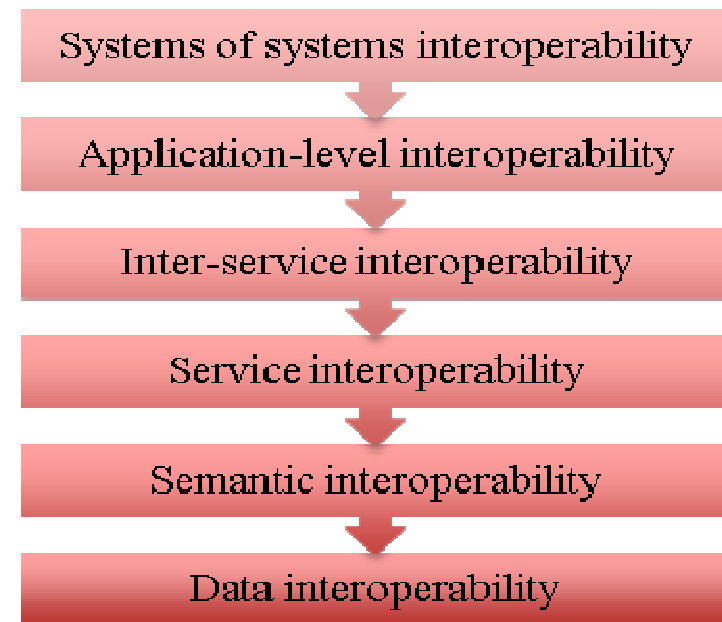 Systems of systems interoperability
Application-level interoperability
Inter-service interoperability
Service interoperability
Semantic interoperability
Data interoperability